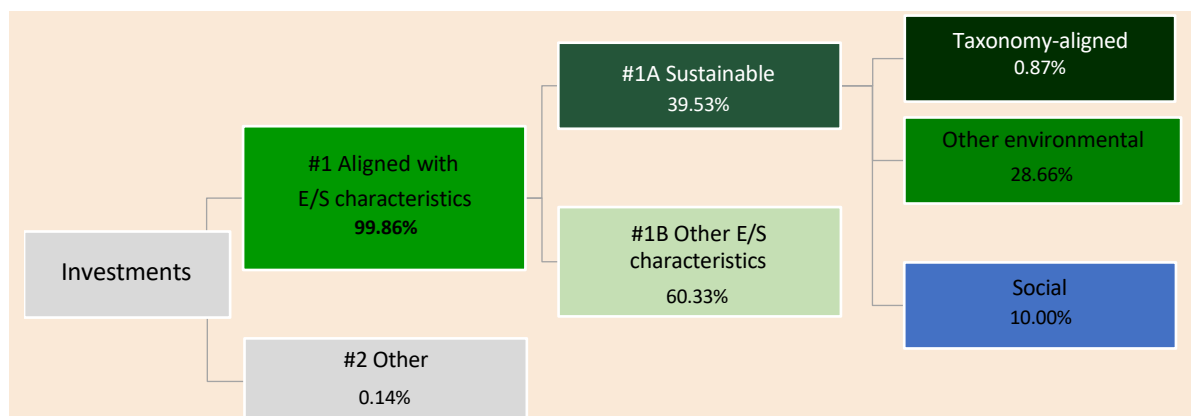 Investments
#1 Aligned with
E/S characteristics
99.86%
#2 Other
0.14%
#1A Sustainable
39.53%
#1B Other E/S
characteristics
60.33%
Taxonomy-aligned
0.87%
Other environmental
28.66%
Social
10.00%